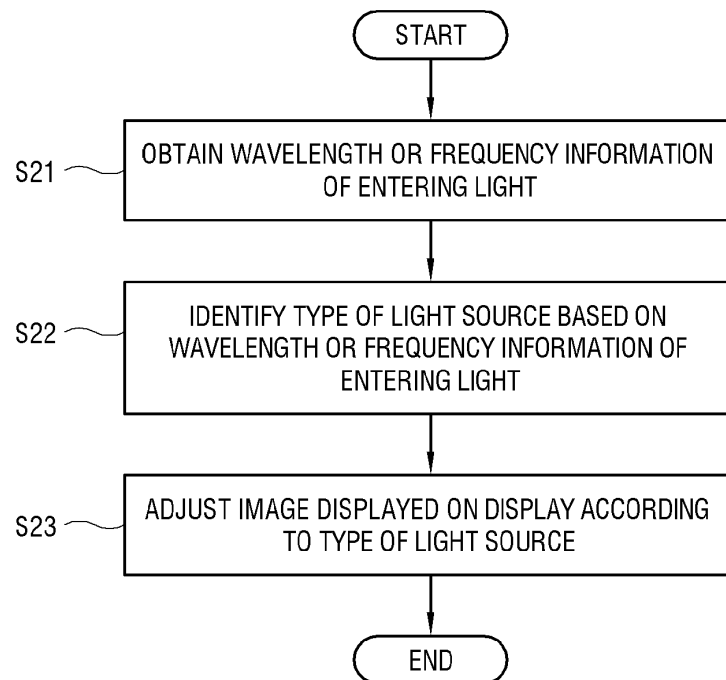 START
S21
OBTAIN WAVELENGTH OR FREQUENCY INFORMATION
OF ENTERING LIGHT
S22
IDENTIFY TYPE OF LIGHT SOURCE BASED ON
WAVELENGTH OR FREQUENCY INFORMATION OF
ENTERING LIGHT
S23
ADJUST IMAGE DISPLAYED ON DISPLAY ACCORDING
TO TYPE OF LIGHT SOURCE
END